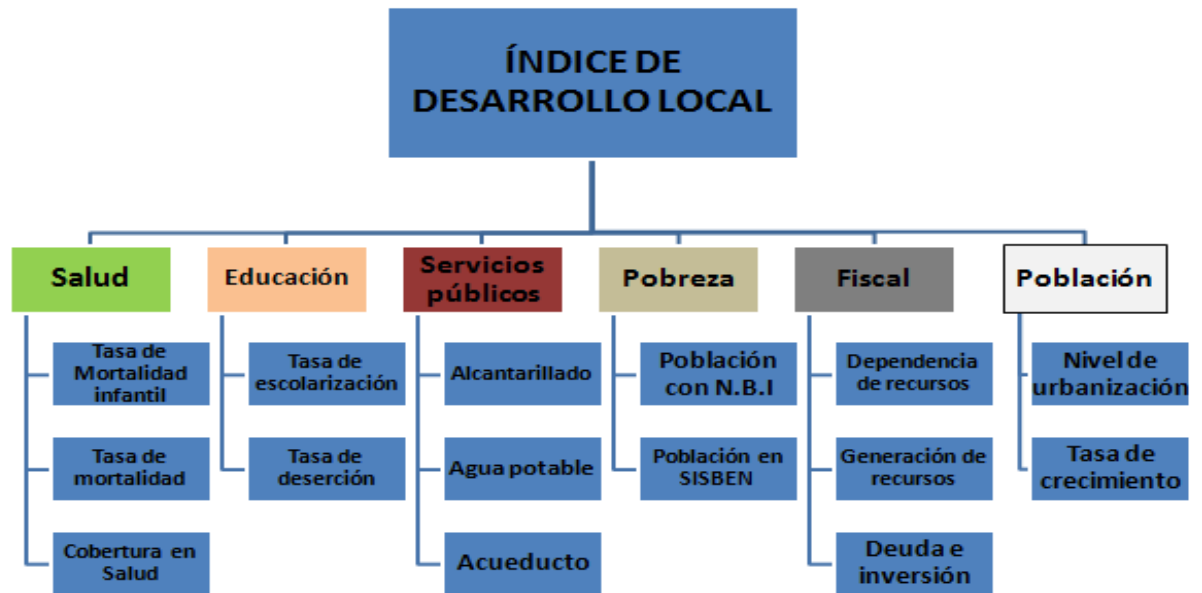 ÍNDICE DE
DESARROLLO LOCAL
Salud
Educación
Servicios
públicos
Pobreza
Fiscal
Población
Tasa de
Mortalidad
infantil
Tasa de
mortalidad
Cobertura en
Salud
Tasa de
escolarización
Tasa de
deserción
Alcantarillado
Agua potable
Acueducto
Población
con N.B.I
Población en
SISBEN
Dependencia
de recursos
Generación de
recursos
Deuda e
inversión
Nivel de
urbanización
Tasa de
crecimiento